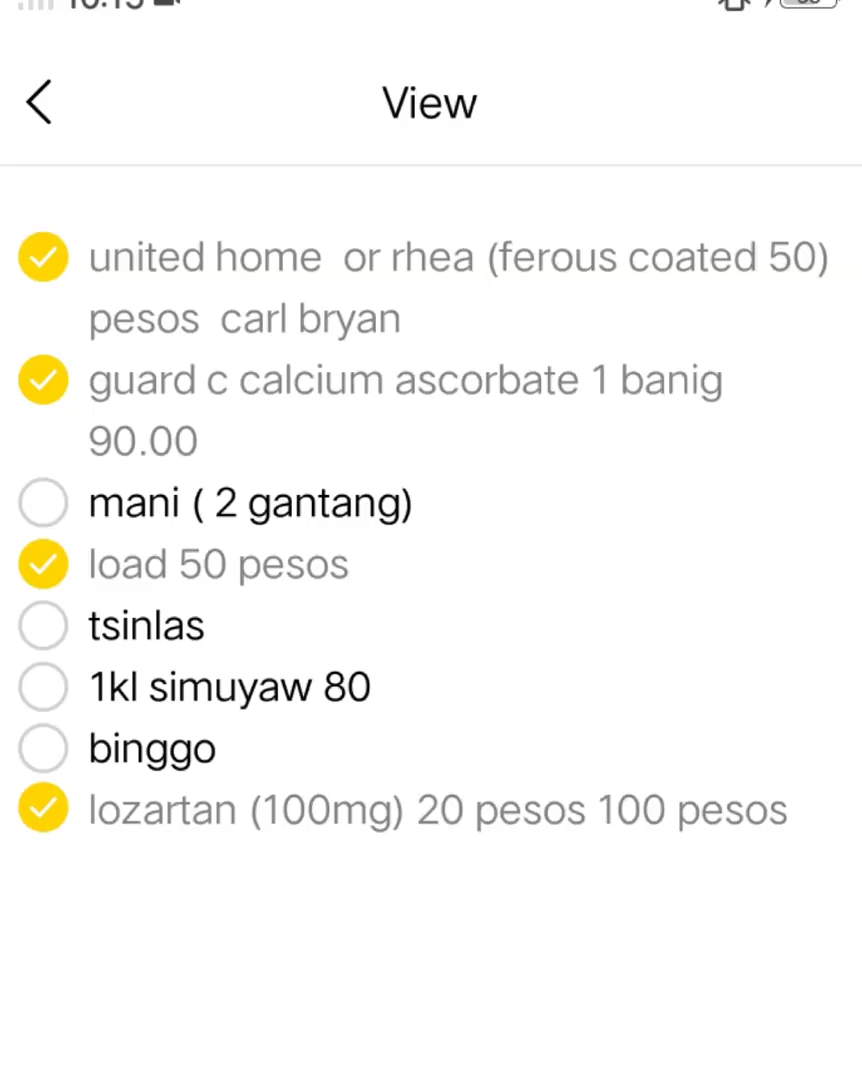 View
united home or rhea (ferous coated 50)
pesos carl bryan
guard c calcium ascorbate 1 banig
90.00
mani ( 2 gantang)
load 50 pesos
tsinlas
1kl simuyaw 80
binggo
lozartan (100mg) 20 pesos 100 pesos